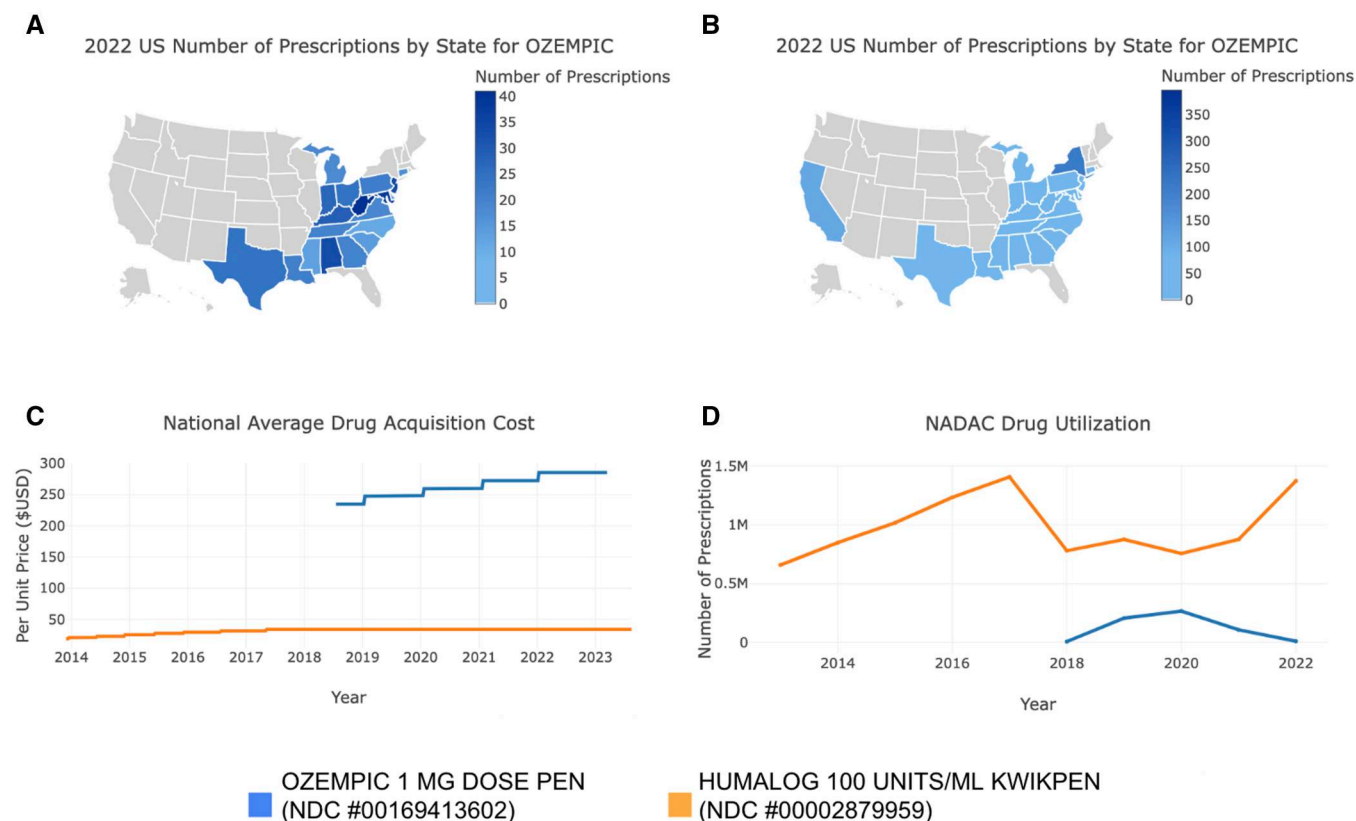 A
2022 US Number of Prescriptions by State for OZEMPIC
Number of Prescriptions
40
35
30
25
20
15
10
5
0
B
2022 US Number of Prescriptions by State for OZEMPIC
Number of Prescriptions
350
300
250
200
150
100
50
0
C
National Average Drug Acquisition Cost
Per Unit Price ($USD)
300
250
200
150
100
50
2014 2015 2016 2017 2018 2019 2020 2021 2022 2023
Year
D
NADAC Drug Utilization
Number of Prescriptions
1.5M
1M
0.5M
0
2014 2016 2018 2020 2022
Year
OZEMPIC 1 MG DOSE PEN
(NDC #00169413602)
HUMALOG 100 UNITS/ML KWIKPEN
(NDC #00002879959)